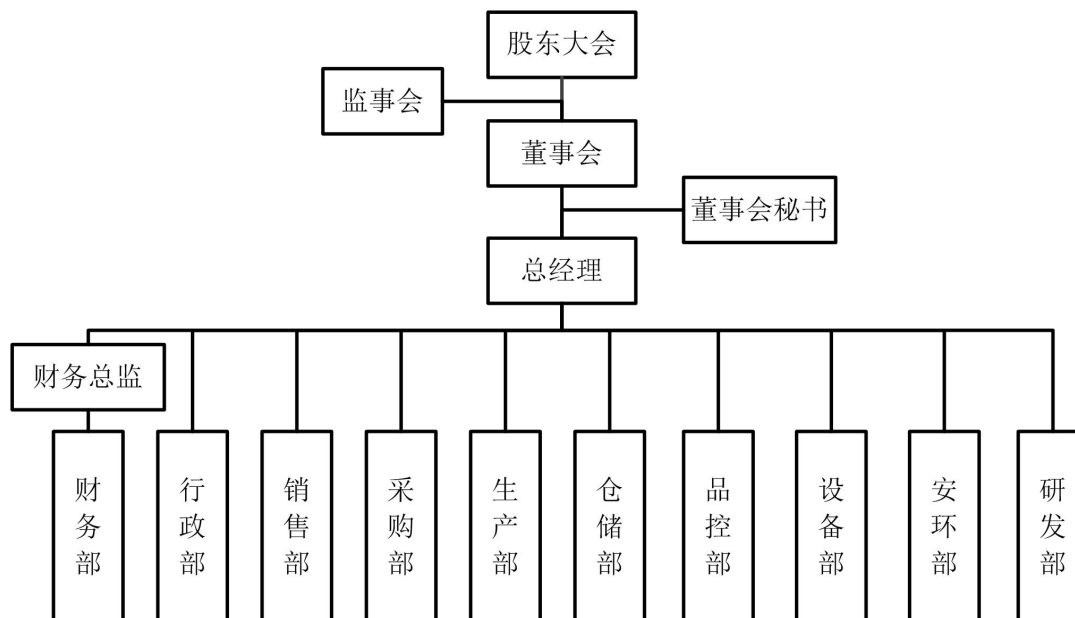 股东大会
监事会
董事会
董事会秘书
总经理
财务总监
财务部
行政部
销售部
采购部
生产部
仓储部
品控部
设备部
安环部
研发部